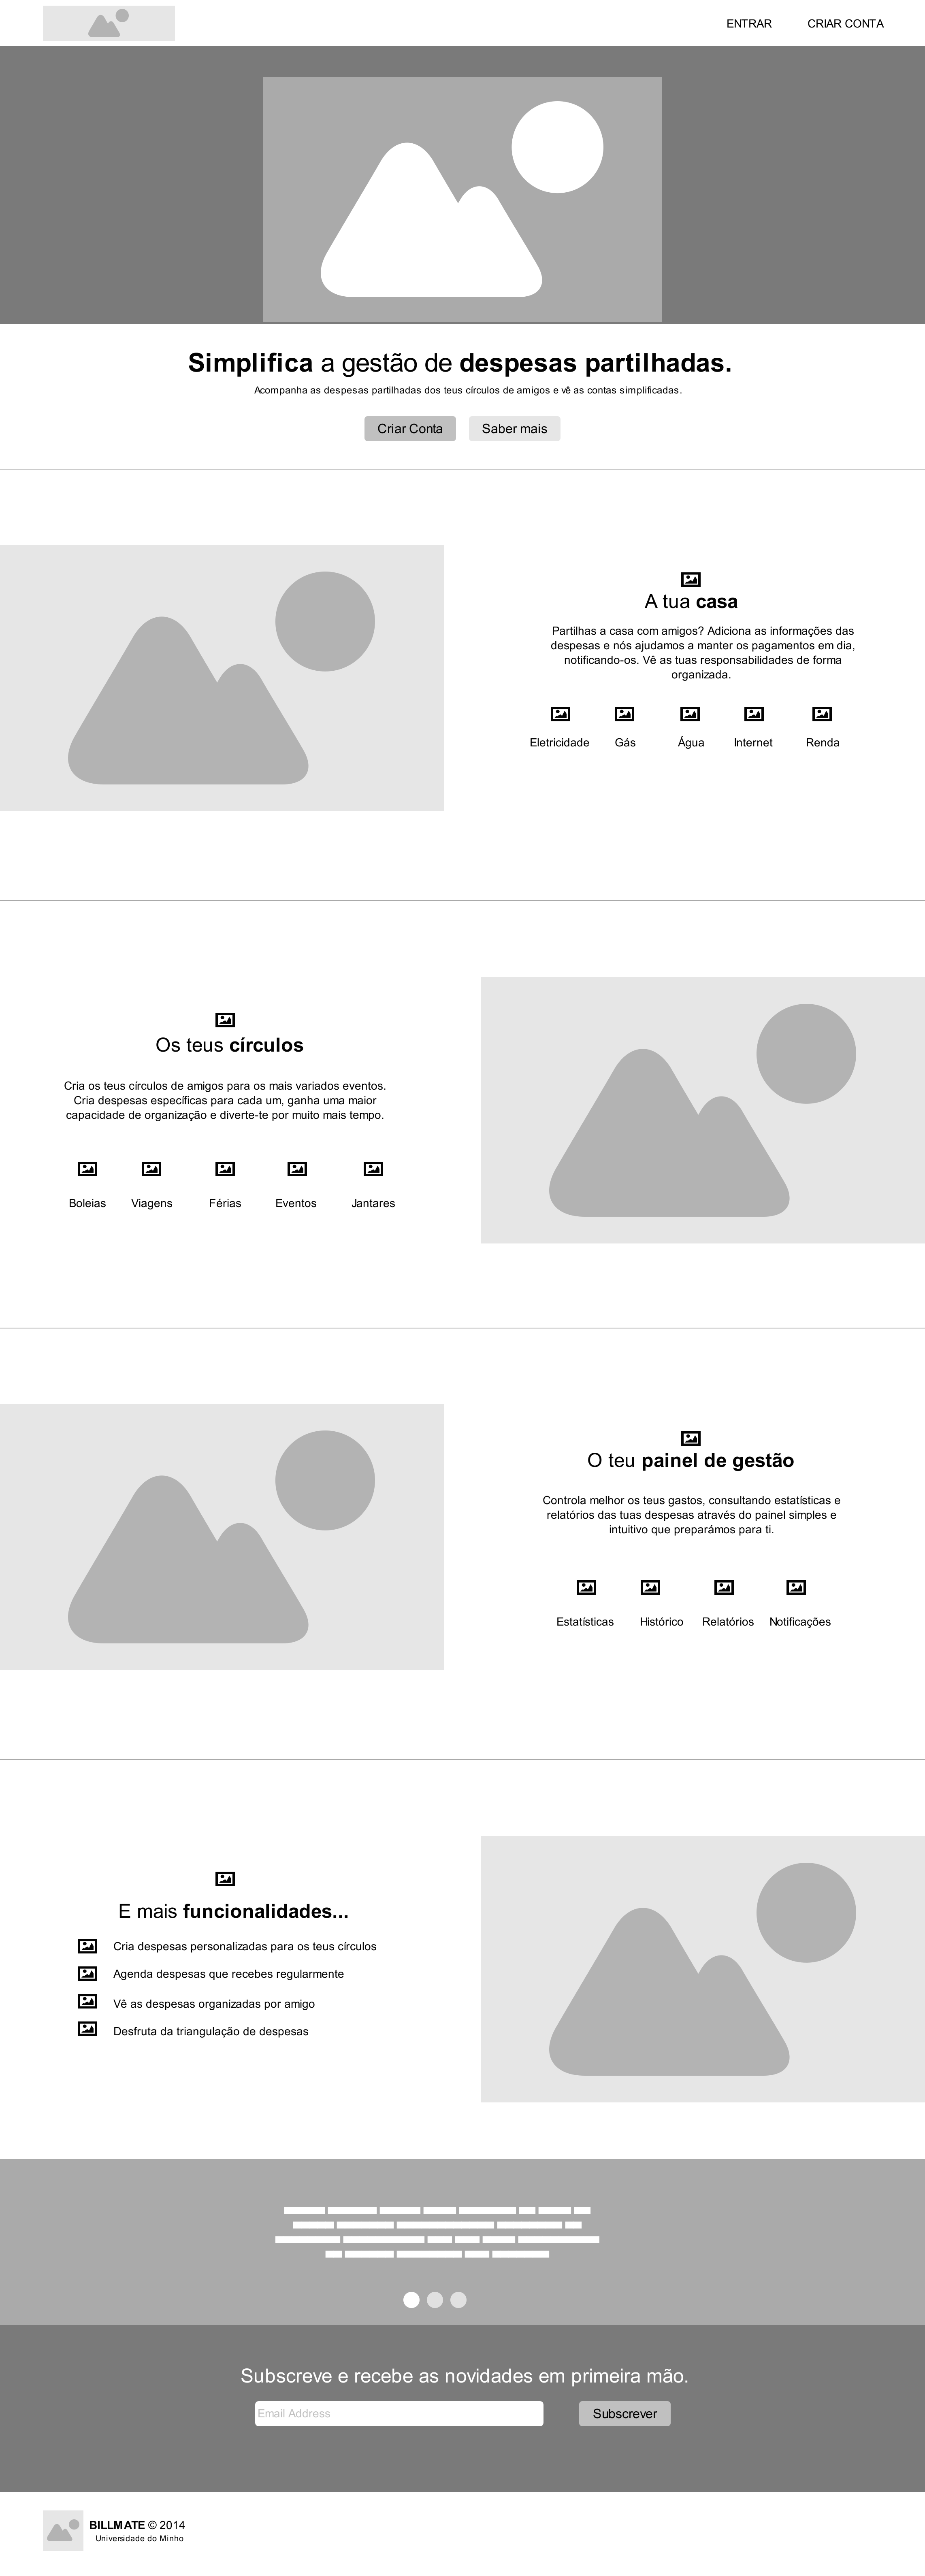 ENTRAR
CRIAR CONTA
Simplifica a gestão de despesas partilhadas.
Acompanha as despesas partilhadas dos teus círculos de amigos e vê as contas simplificadas.
Criar Conta
Saber mais
A tua casa
Partilhas a casa com amigos? Adiciona as informações das
despesas e nós ajudamos a manter os pagamentos em dia,
notificando-os. Vê as tuas responsabilidades de forma
organizada.
Eletricidade
Gás
Água
Internet
Renda
Os teus círculos
Cria os teus círculos de amigos para os mais variados eventos.
Cria despesas específicas para cada um, ganha uma maior
capacidade de organização e diverte-te por muito mais tempo.
Boleias
Viagens
Férias
Eventos
Jantares
O teu painel de gestão
Controla melhor os teus gastos, consultando estatísticas e
relatórios das tuas despesas através do painel simples e
intuitivo que preparámos para ti.
Estatísticas
Histórico
Relatórios
Notificações
E mais funcionalidades...
Cria despesas personalizadas para os teus círculos
Agenda despesas que recebes regularmente
Vê as despesas organizadas por amigo
Desfruta da triangulação de despesas
Subscreve e recebe as novidades em primeira mão.
Email Address
Subscrever
BILLMATE © 2014
Universidade do Minho